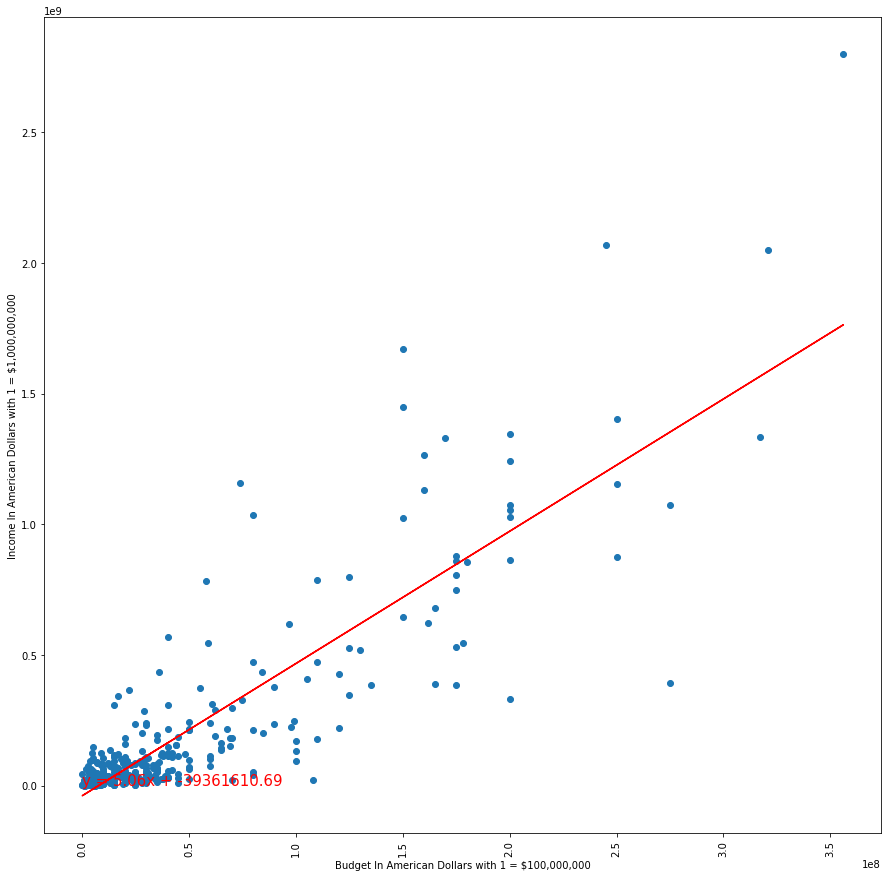 1e9
2.5
2.0
1.5
1.0
0.5
0.0
Income In American Dollars with 1 = $1,000,000,000
y = 5.06x + -39361610.69
0.0 0.5 1.0 1.5 2.0 2.5 3.0 3.5
Budget In American Dollars with 1 = $100,000,000
1e8